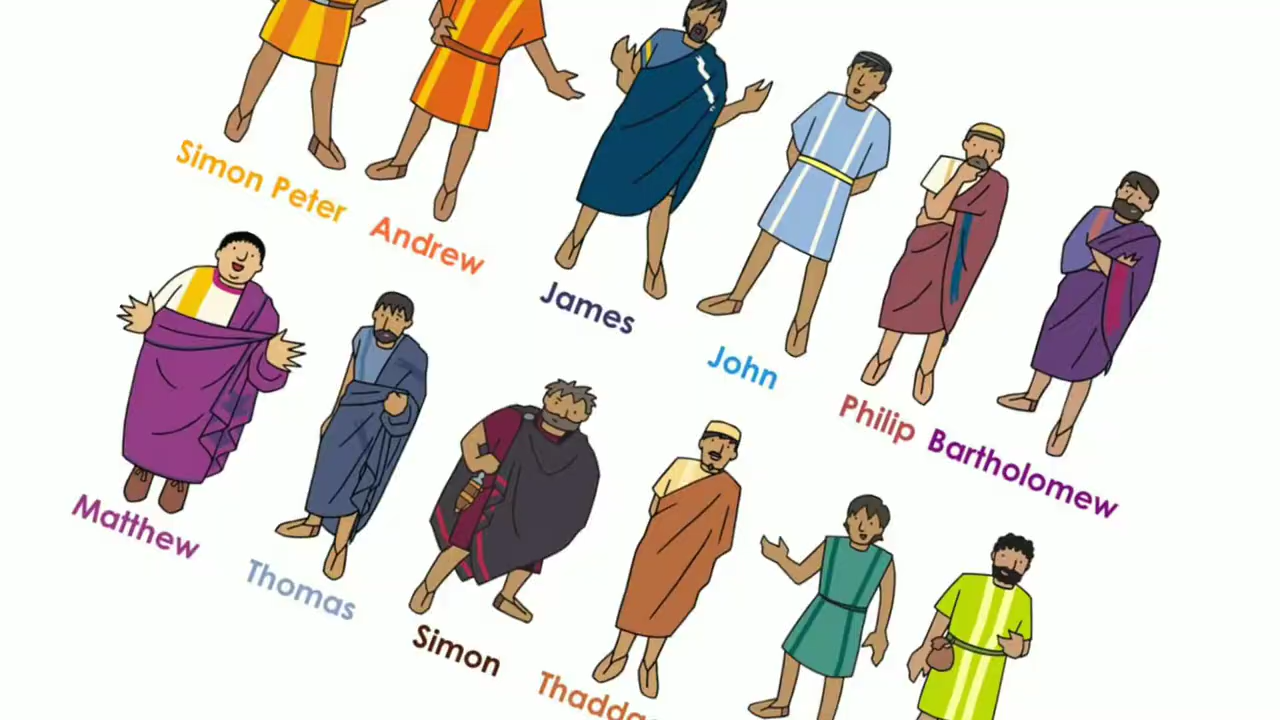 Simon Peter
Andrew
James
John
Philip
Bartholomew
Matthew
Thomas
Simon